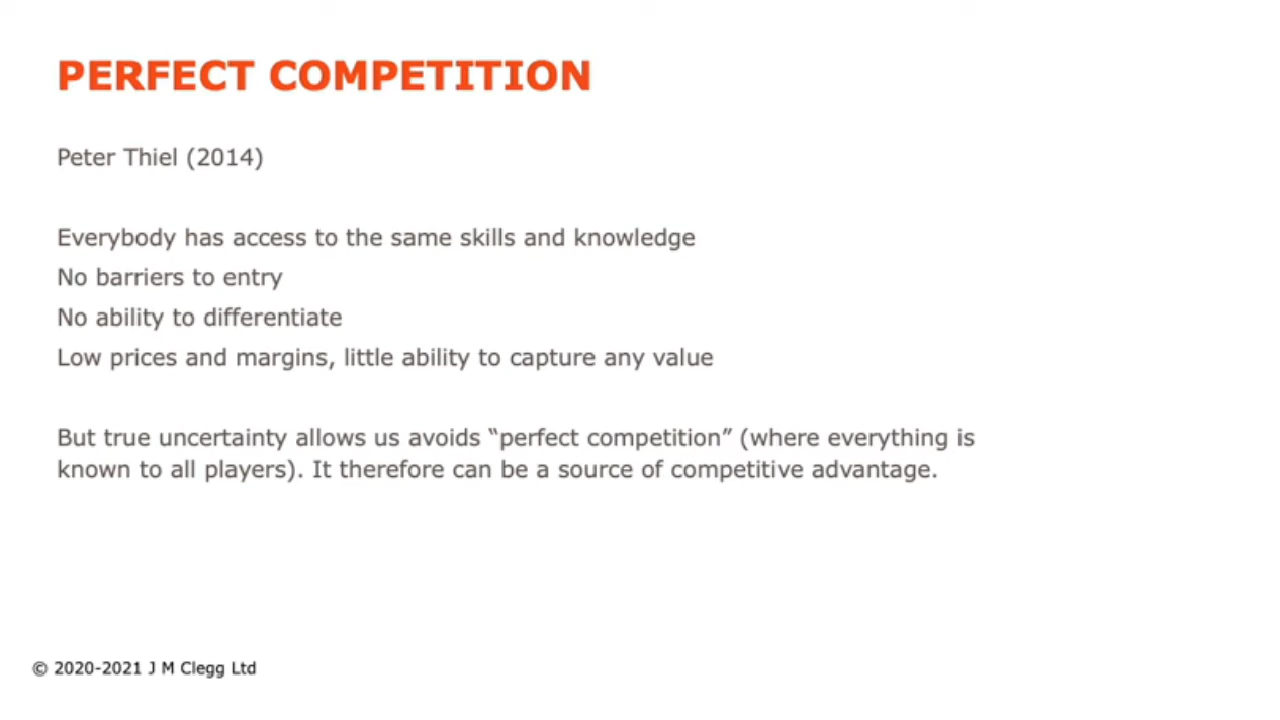 PERFECT COMPETITION
Peter Thiel (2014)
Everybody has access to the same skills and knowledge
No barriers to entry
No ability to differentiate
Low prices and margins, little ability to capture any value
But true uncertainty allows us avoids “perfect competition” (where everything is
known to all players). It therefore can be a source of competitive advantage.
© 2020-2021 J M Clegg Ltd